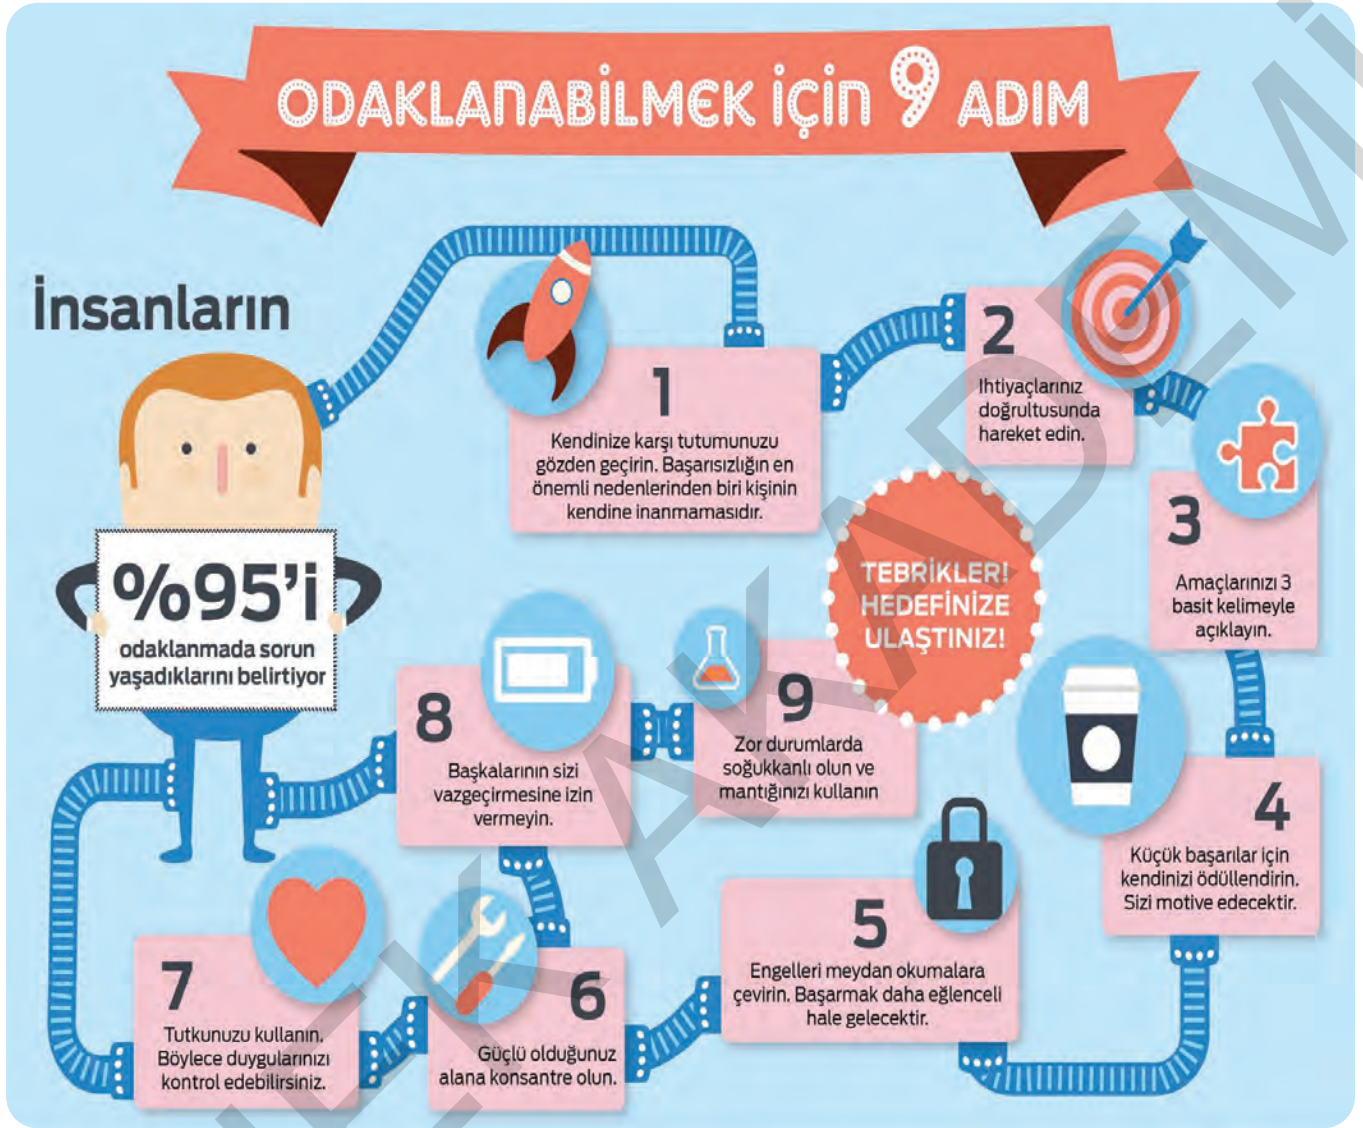 ODAKLANABİLMEK İÇİN 9 ADIM
İnsanların
%95'i
odaklanmada sorun
yaşadıklarını belirtiyor
1
Kendinize karşı tutumunuzu
gözden geçirin. Başarısızlığın en
önemli nedenlerinden biri kişinin
kendine inanmamasıdır.
2
Ihtiyaçlarınız
doğrultusunda
hareket edin.
3
Amaçlarınızı 3
basit kelimeyle
açıklayın.
4
Küçük başarılar için
kendinizi ödüllendirin.
Sizi motive edecektir.
5
Engelleri meydan okumalara
çevirin. Başarmak daha eğlenceli
hale gelecektir.
6
Güçlü olduğunuz
alana konsantre olun.
7
Tutkunuzu kullanın.
Böylece duygularınızı
kontrol edebilirsiniz.
8
Başkalarının sizi
vazgeçirmesine izin
vermeyin.
9
Zor durumlarda
soğukkanlı olun ve
mantığınızı kullanın
TEBRİKLER!
HEDEFİNİZE
ULAŞTINIZ!
EK AKADEMİ